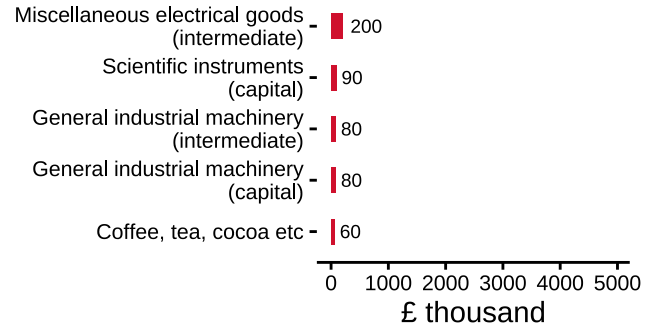 Miscellaneous electrical goods
(intermediate)
200
Scientific instruments
(capital)
90
General industrial machinery
(intermediate)
80
General industrial machinery
(capital)
80
Coffee, tea, cocoa etc
60
0 1000 2000 3000 4000 5000
£ thousand